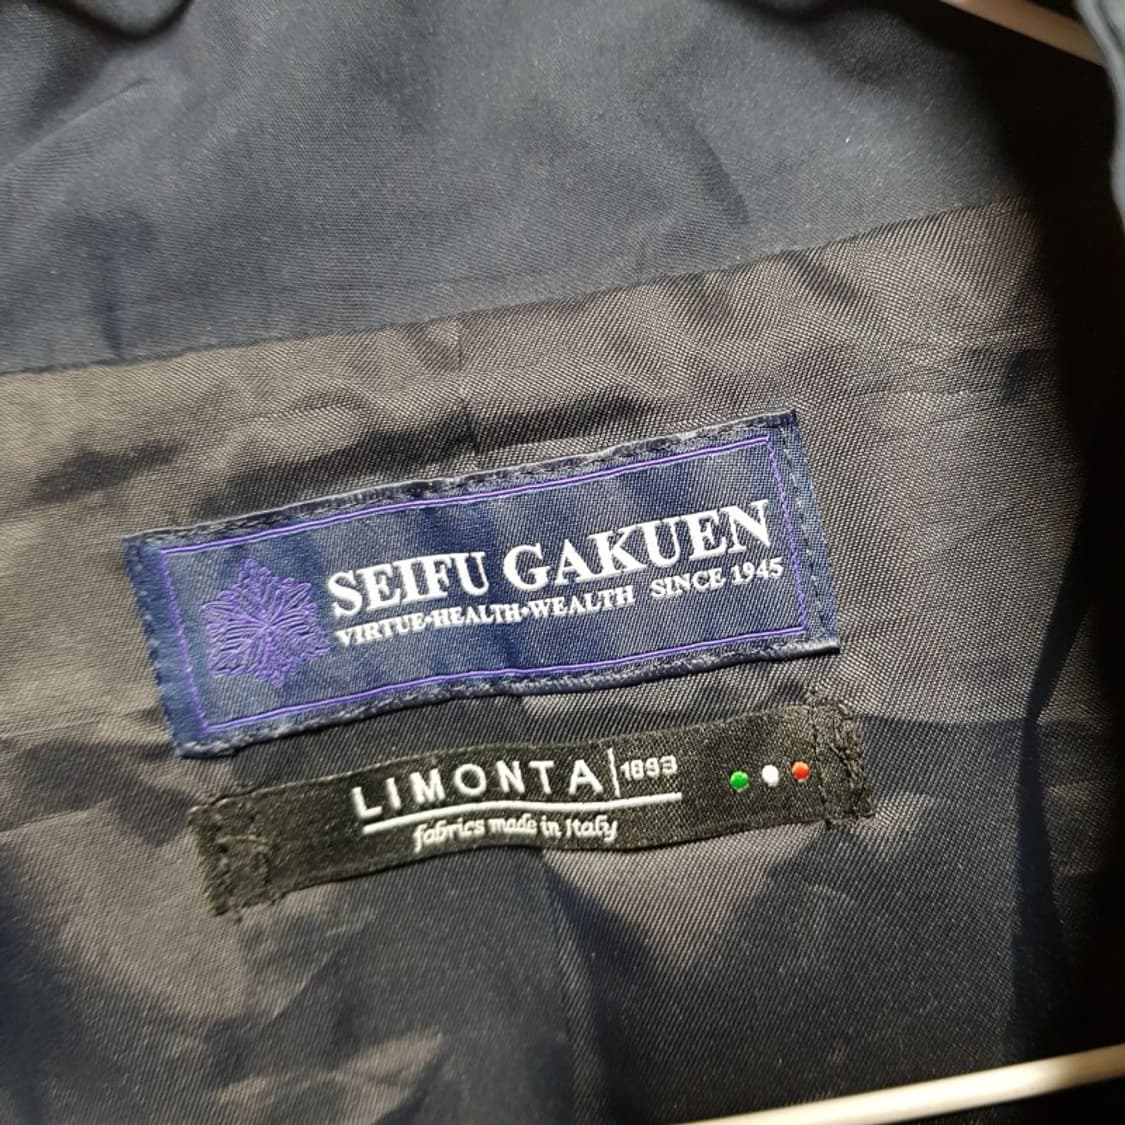 SEIFU GAKUEN
VIRTUE·HEALTH·WEALTH SINCE 1945
LIMONTA|1893
fabrics made in Italy